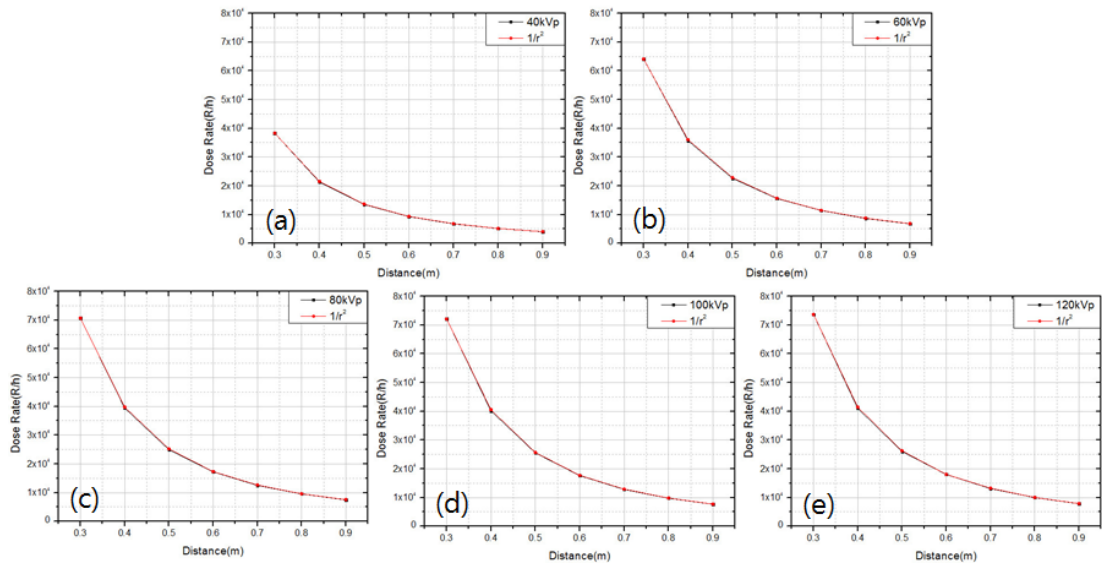 40kVp
1/r²
8x10⁴
7x10⁴
6x10⁴
5x10⁴
4x10⁴
3x10⁴
2x10⁴
1x10⁴
0
Dose Rate(R/h)
(a)
0.3 0.4 0.5 0.6 0.7 0.8 0.9
Distance(m)
60kVp
1/r²
8x10⁴
7x10⁴
6x10⁴
5x10⁴
4x10⁴
3x10⁴
2x10⁴
1x10⁴
0
Dose Rate(R/h)
(b)
0.3 0.4 0.5 0.6 0.7 0.8 0.9
Distance(m)
80kVp
1/r²
8x10⁴
7x10⁴
6x10⁴
5x10⁴
4x10⁴
3x10⁴
2x10⁴
1x10⁴
0
Dose Rate(R/h)
(c)
0.3 0.4 0.5 0.6 0.7 0.8 0.9
Distance(m)
100kVp
1/r²
8x10⁴
7x10⁴
6x10⁴
5x10⁴
4x10⁴
3x10⁴
2x10⁴
1x10⁴
0
Dose Rate(R/h)
(d)
0.3 0.4 0.5 0.6 0.7 0.8 0.9
Distance(m)
120kVp
1/r²
8x10⁴
7x10⁴
6x10⁴
5x10⁴
4x10⁴
3x10⁴
2x10⁴
1x10⁴
0
Dose Rate(R/h)
(e)
0.3 0.4 0.5 0.6 0.7 0.8 0.9
Distance(m)